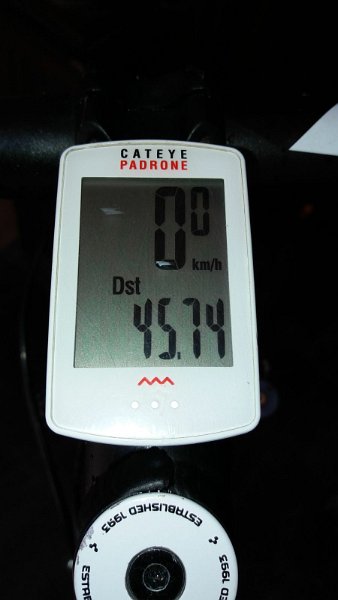 CATEYE
PADRONE
0.0
km/h
Dst
45.74
ESTABLISHED 1993